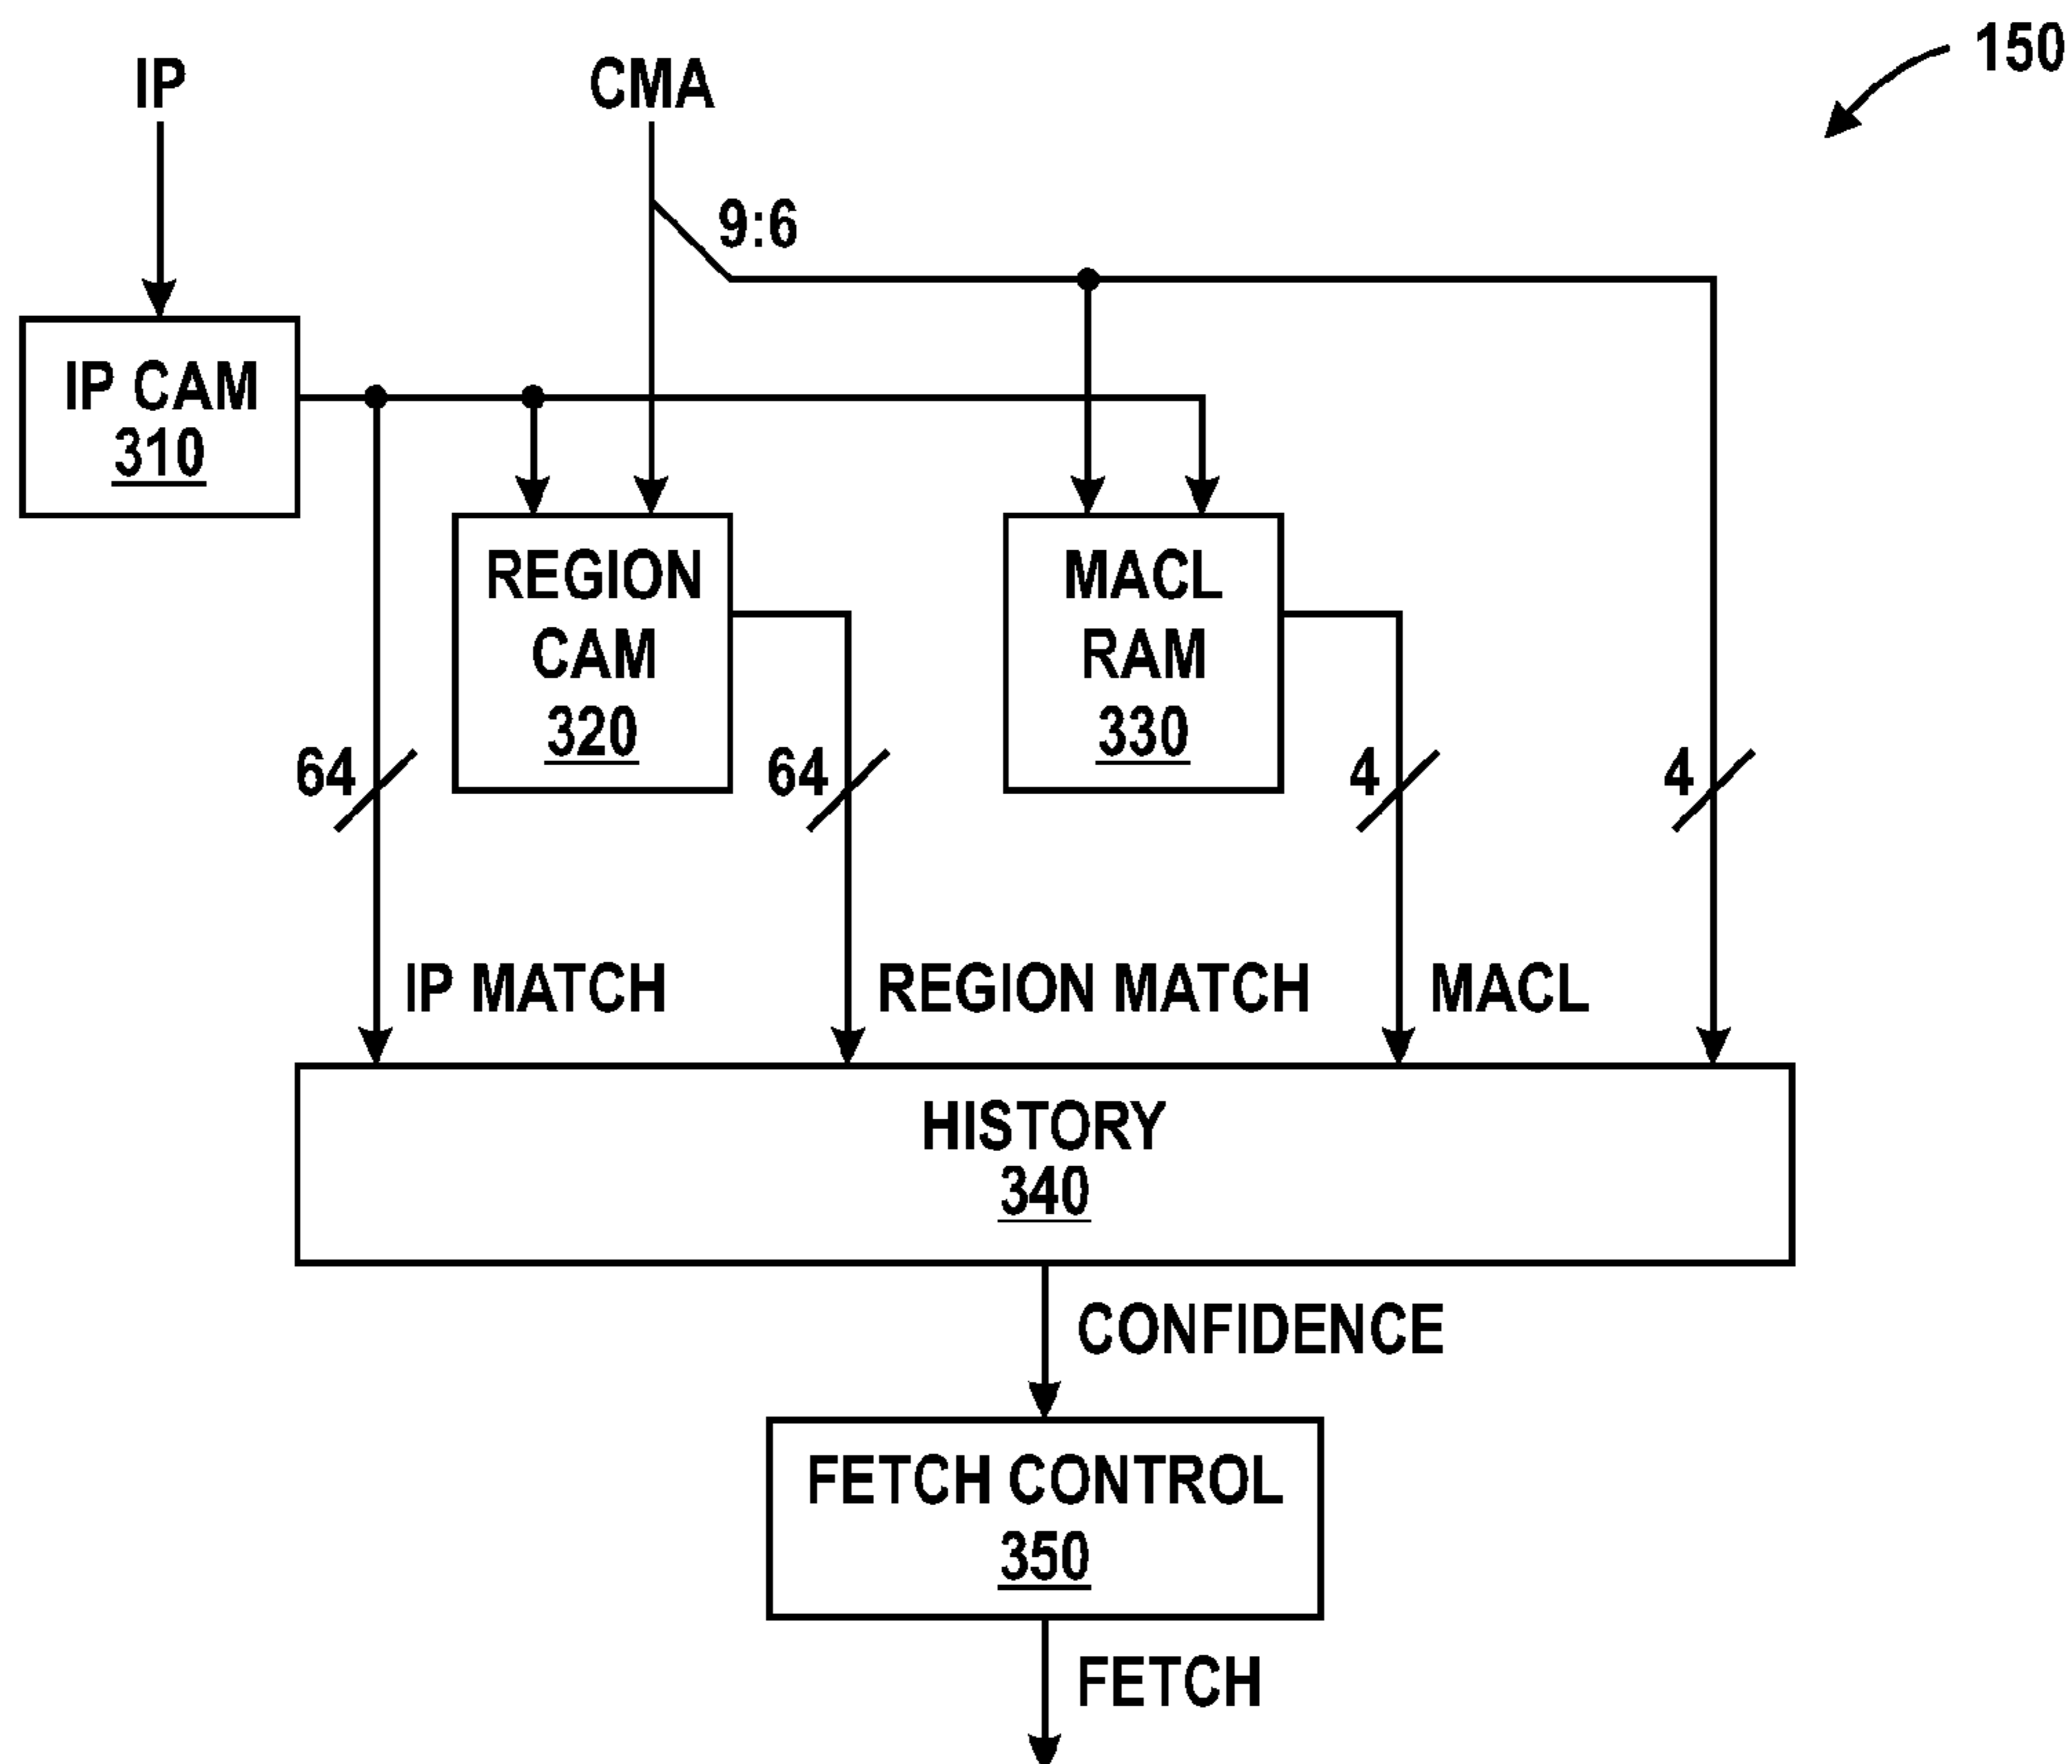 150
IP
CMA
9:6
IP CAM
310
REGION
CAM
320
MACL
RAM
330
64
64
4
4
IP MATCH
REGION MATCH
MACL
HISTORY
340
CONFIDENCE
FETCH CONTROL
350
FETCH